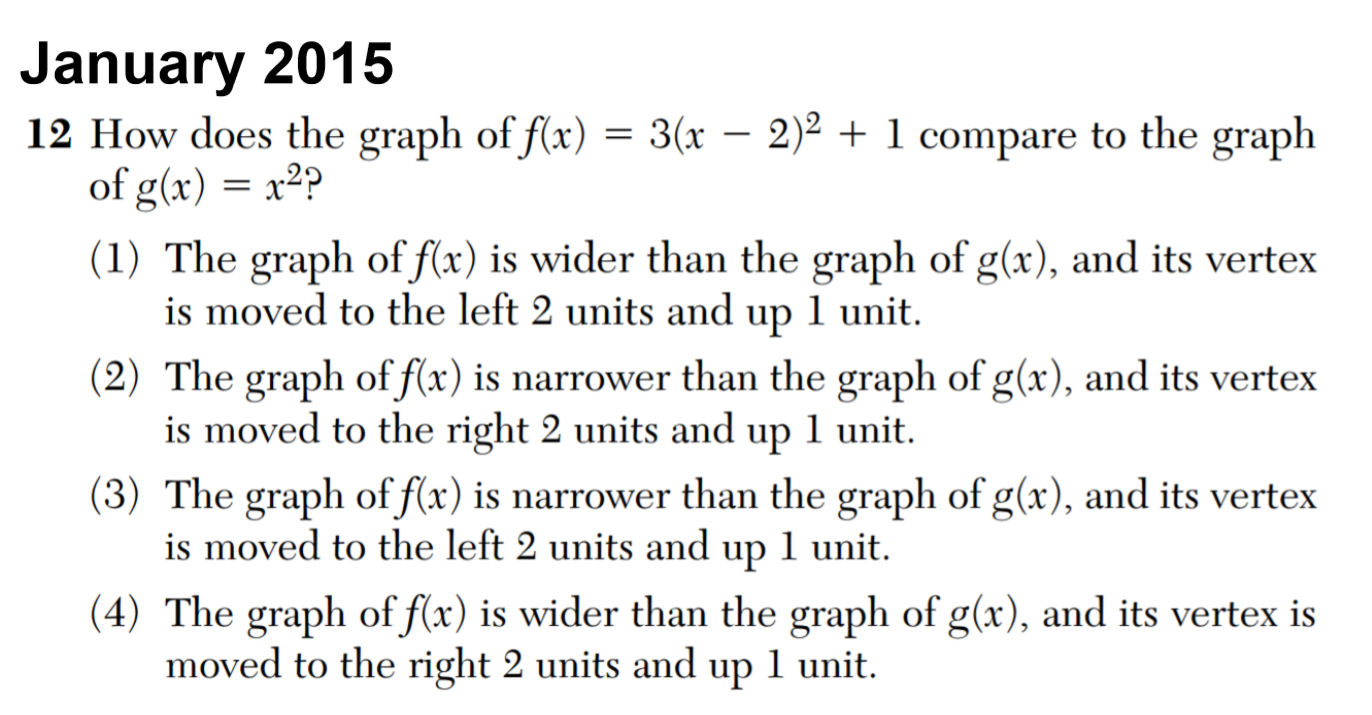 January 2015
12 How does the graph of f(x) = 3(x − 2)² + 1 compare to the graph
of g(x) = x²?
(1) The graph of f(x) is wider than the graph of g(x), and its vertex
is moved to the left 2 units and up 1 unit.
(2) The graph of f(x) is narrower than the graph of g(x), and its vertex
is moved to the right 2 units and up 1 unit.
(3) The graph of f(x) is narrower than the graph of g(x), and its vertex
is moved to the left 2 units and up 1 unit.
(4) The graph of f(x) is wider than the graph of g(x), and its vertex is
moved to the right 2 units and up 1 unit.